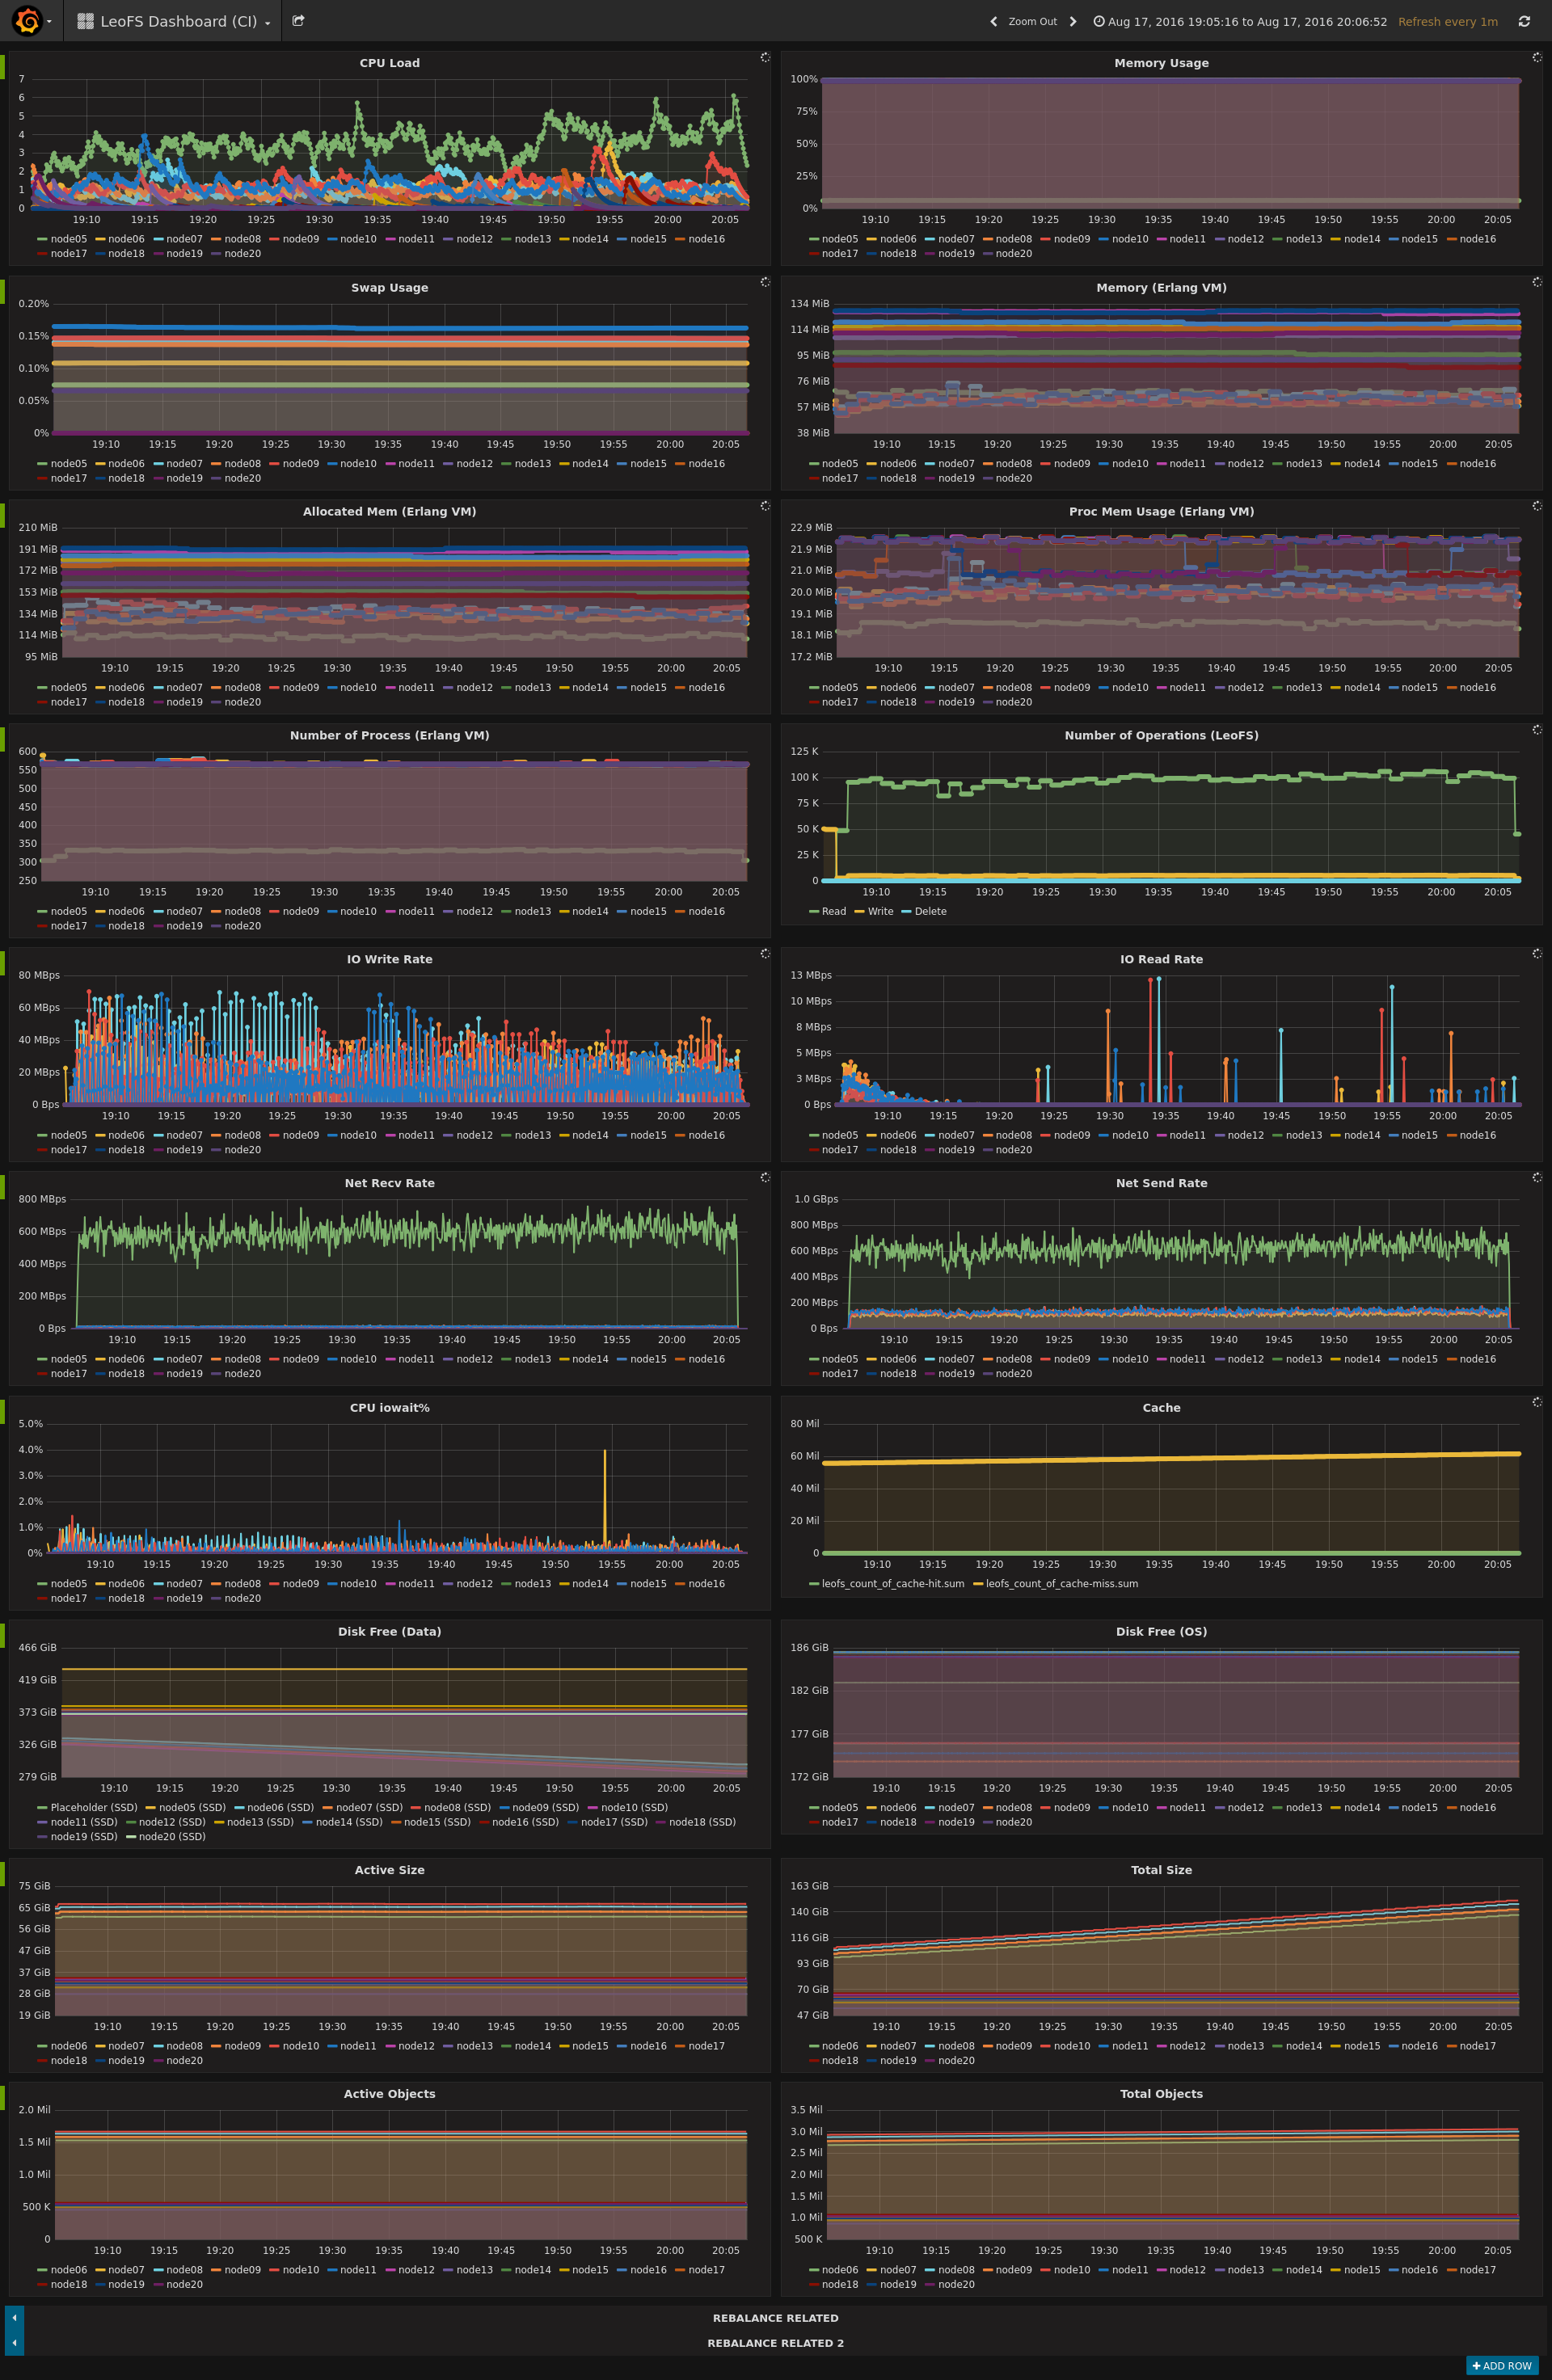 LeoFS Dashboard (CI)
Zoom Out
Aug 17, 2016 19:05:16 to Aug 17, 2016 20:06:52 Refresh every 1m
CPU Load
7
6
5
4
3
2
1
0
19:10 19:15 19:20 19:25 19:30 19:35 19:40 19:45 19:50 19:55 20:00 20:05
node05 node06 node07 node08 node09 node10 node11 node12 node13 node14 node15 node16
node17 node18 node19 node20
Memory Usage
100%
75%
50%
25%
0%
19:10 19:15 19:20 19:25 19:30 19:35 19:40 19:45 19:50 19:55 20:00 20:05
node05 node06 node07 node08 node09 node10 node11 node12 node13 node14 node15 node16
node17 node18 node19 node20
Swap Usage
0.20%
0.15%
0.10%
0.05%
0%
19:10 19:15 19:20 19:25 19:30 19:35 19:40 19:45 19:50 19:55 20:00 20:05
node05 node06 node07 node08 node09 node10 node11 node12 node13 node14 node15 node16
node17 node18 node19 node20
Memory (Erlang VM)
134 MiB
114 MiB
95 MiB
76 MiB
57 MiB
38 MiB
19:10 19:15 19:20 19:25 19:30 19:35 19:40 19:45 19:50 19:55 20:00 20:05
node05 node06 node07 node08 node09 node10 node11 node12 node13 node14 node15 node16
node17 node18 node19 node20
Allocated Mem (Erlang VM)
210 MiB
191 MiB
172 MiB
153 MiB
134 MiB
114 MiB
95 MiB
19:10 19:15 19:20 19:25 19:30 19:35 19:40 19:45 19:50 19:55 20:00 20:05
node05 node06 node07 node08 node09 node10 node11 node12 node13 node14 node15 node16
node17 node18 node19 node20
Proc Mem Usage (Erlang VM)
22.9 MiB
21.9 MiB
21.0 MiB
20.0 MiB
19.1 MiB
18.1 MiB
17.2 MiB
19:10 19:15 19:20 19:25 19:30 19:35 19:40 19:45 19:50 19:55 20:00 20:05
node05 node06 node07 node08 node09 node10 node11 node12 node13 node14 node15 node16
node17 node18 node19 node20
Number of Process (Erlang VM)
600
550
500
450
400
350
300
250
19:10 19:15 19:20 19:25 19:30 19:35 19:40 19:45 19:50 19:55 20:00 20:05
node05 node06 node07 node08 node09 node10 node11 node12 node13 node14 node15 node16
node17 node18 node19 node20
Number of Operations (LeoFS)
125 K
100 K
75 K
50 K
25 K
0
19:10 19:15 19:20 19:25 19:30 19:35 19:40 19:45 19:50 19:55 20:00 20:05
Read Write Delete
IO Write Rate
80 MBps
60 MBps
40 MBps
20 MBps
0 Bps
19:10 19:15 19:20 19:25 19:30 19:35 19:40 19:45 19:50 19:55 20:00 20:05
node05 node06 node07 node08 node09 node10 node11 node12 node13 node14 node15 node16
node17 node18 node19 node20
IO Read Rate
13 MBps
10 MBps
8 MBps
5 MBps
3 MBps
0 Bps
19:10 19:15 19:20 19:25 19:30 19:35 19:40 19:45 19:50 19:55 20:00 20:05
node05 node06 node07 node08 node09 node10 node11 node12 node13 node14 node15 node16
node17 node18 node19 node20
Net Recv Rate
800 MBps
600 MBps
400 MBps
200 MBps
0 Bps
19:10 19:15 19:20 19:25 19:30 19:35 19:40 19:45 19:50 19:55 20:00 20:05
node05 node06 node07 node08 node09 node10 node11 node12 node13 node14 node15 node16
node17 node18 node19 node20
Net Send Rate
1.0 GBps
800 MBps
600 MBps
400 MBps
200 MBps
0 Bps
19:10 19:15 19:20 19:25 19:30 19:35 19:40 19:45 19:50 19:55 20:00 20:05
node05 node06 node07 node08 node09 node10 node11 node12 node13 node14 node15 node16
node17 node18 node19 node20
CPU iowait%
5.0%
4.0%
3.0%
2.0%
1.0%
0%
19:10 19:15 19:20 19:25 19:30 19:35 19:40 19:45 19:50 19:55 20:00 20:05
node05 node06 node07 node08 node09 node10 node11 node12 node13 node14 node15 node16
node17 node18 node19 node20
Cache
80 Mil
60 Mil
40 Mil
20 Mil
0
19:10 19:15 19:20 19:25 19:30 19:35 19:40 19:45 19:50 19:55 20:00 20:05
leofs_count_of_cache-hit.sum leofs_count_of_cache-miss.sum
Disk Free (Data)
466 GiB
419 GiB
373 GiB
326 GiB
279 GiB
19:10 19:15 19:20 19:25 19:30 19:35 19:40 19:45 19:50 19:55 20:00 20:05
Placeholder (SSD) node05 (SSD) node06 (SSD) node07 (SSD) node08 (SSD) node09 (SSD) node10 (SSD)
node11 (SSD) node12 (SSD) node13 (SSD) node14 (SSD) node15 (SSD) node16 (SSD) node17 (SSD) node18 (SSD)
node19 (SSD) node20 (SSD)
Disk Free (OS)
186 GiB
182 GiB
177 GiB
172 GiB
19:10 19:15 19:20 19:25 19:30 19:35 19:40 19:45 19:50 19:55 20:00 20:05
node05 node06 node07 node08 node09 node10 node11 node12 node13 node14 node15 node16
node17 node18 node19 node20
Active Size
75 GiB
65 GiB
56 GiB
47 GiB
37 GiB
28 GiB
19 GiB
19:10 19:15 19:20 19:25 19:30 19:35 19:40 19:45 19:50 19:55 20:00 20:05
node06 node07 node08 node09 node10 node11 node12 node13 node14 node15 node16 node17
node18 node19 node20
Total Size
163 GiB
140 GiB
116 GiB
93 GiB
70 GiB
47 GiB
19:10 19:15 19:20 19:25 19:30 19:35 19:40 19:45 19:50 19:55 20:00 20:05
node06 node07 node08 node09 node10 node11 node12 node13 node14 node15 node16 node17
node18 node19 node20
Active Objects
2.0 Mil
1.5 Mil
1.0 Mil
500 K
0
19:10 19:15 19:20 19:25 19:30 19:35 19:40 19:45 19:50 19:55 20:00 20:05
node06 node07 node08 node09 node10 node11 node12 node13 node14 node15 node16 node17
node18 node19 node20
Total Objects
3.5 Mil
3.0 Mil
2.5 Mil
2.0 Mil
1.5 Mil
1.0 Mil
500 K
19:10 19:15 19:20 19:25 19:30 19:35 19:40 19:45 19:50 19:55 20:00 20:05
node06 node07 node08 node09 node10 node11 node12 node13 node14 node15 node16 node17
node18 node19 node20
REBALANCE RELATED
REBALANCE RELATED 2
ADD ROW